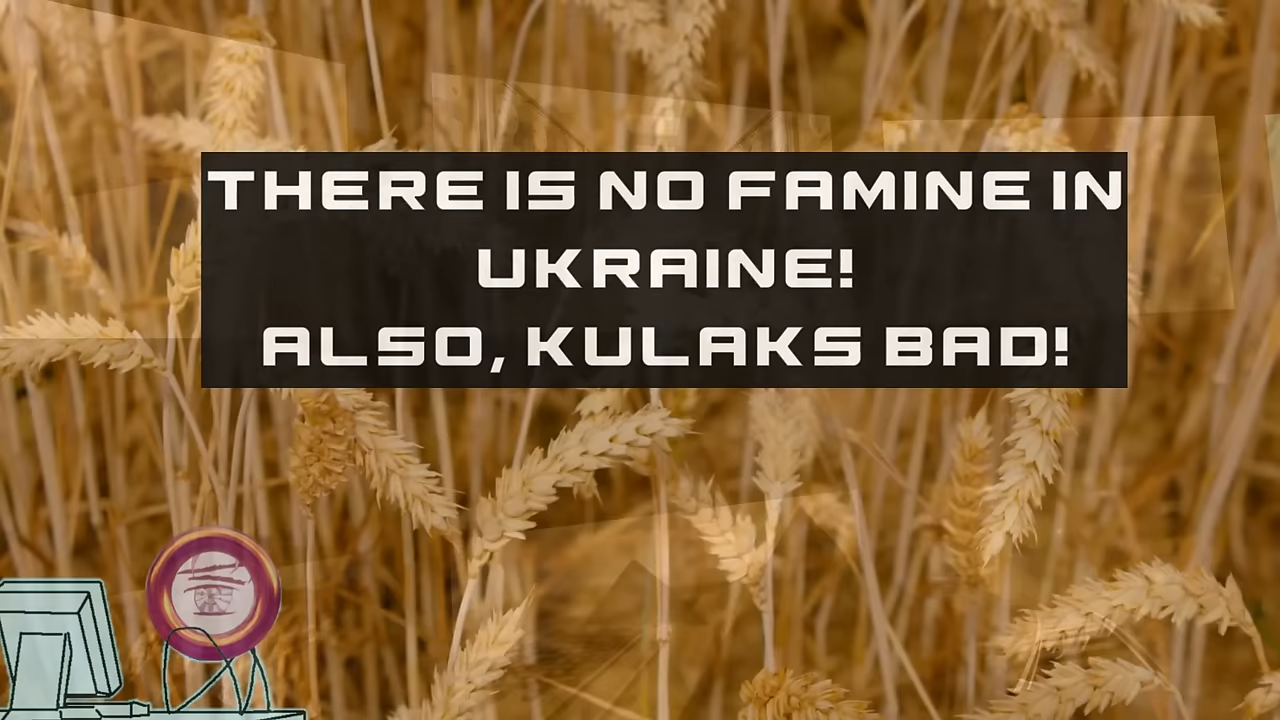 THERE IS NO FAMINE IN
UKRAINE!
ALSO, KULAKS BAD!